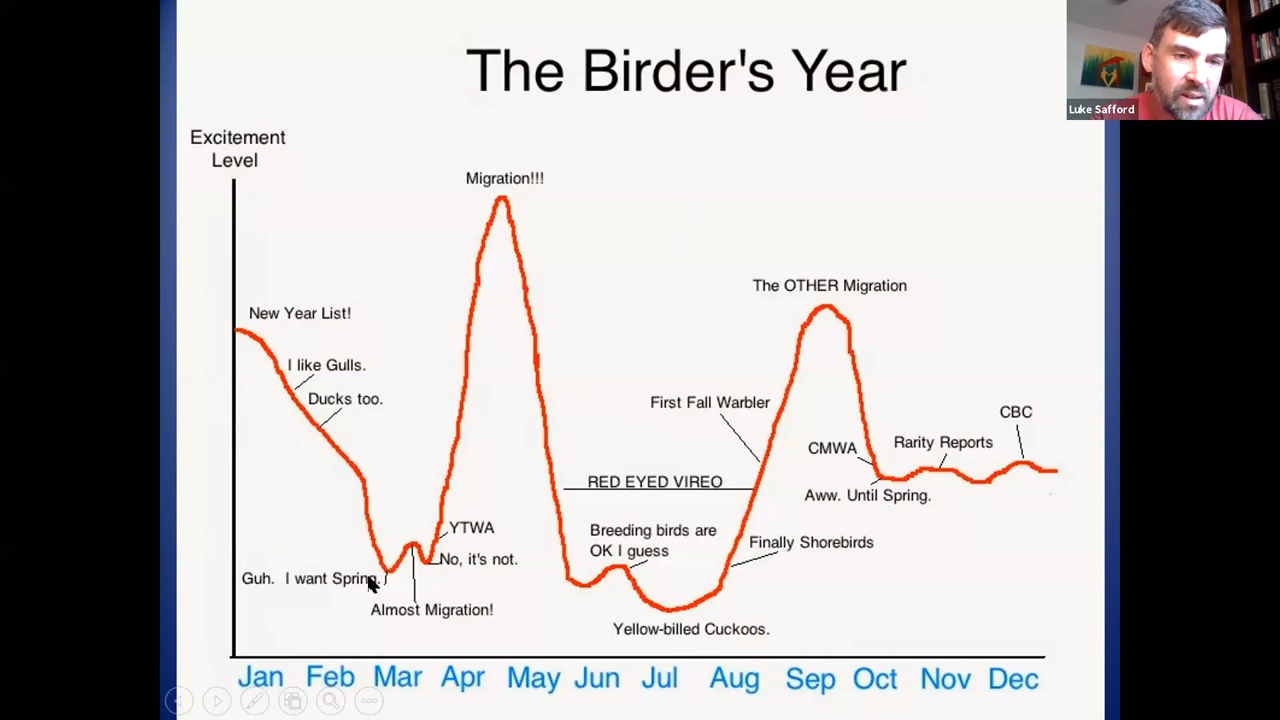 The Birder's Year
Luke Safford
Excitement
Level
Migration!!!
The OTHER Migration
New Year List!
I like Gulls.
Ducks too.
First Fall Warbler
CBC
CMWA
Rarity Reports
RED EYED VIREO
Aww. Until Spring.
YTWA
Breeding birds are
OK I guess
Finally Shorebirds
No, it's not.
Guh. I want Spring.
Almost Migration!
Yellow-billed Cuckoos.
Jan Feb Mar Apr May Jun Jul Aug Sep Oct Nov Dec